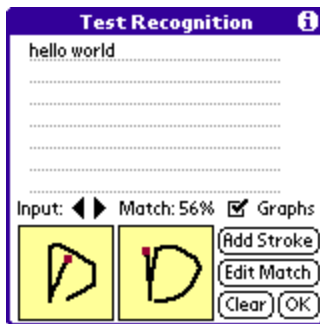 Test Recognition
hello world
Input: Match: 56% Graphs
Add Stroke
Edit Match
Clear OK